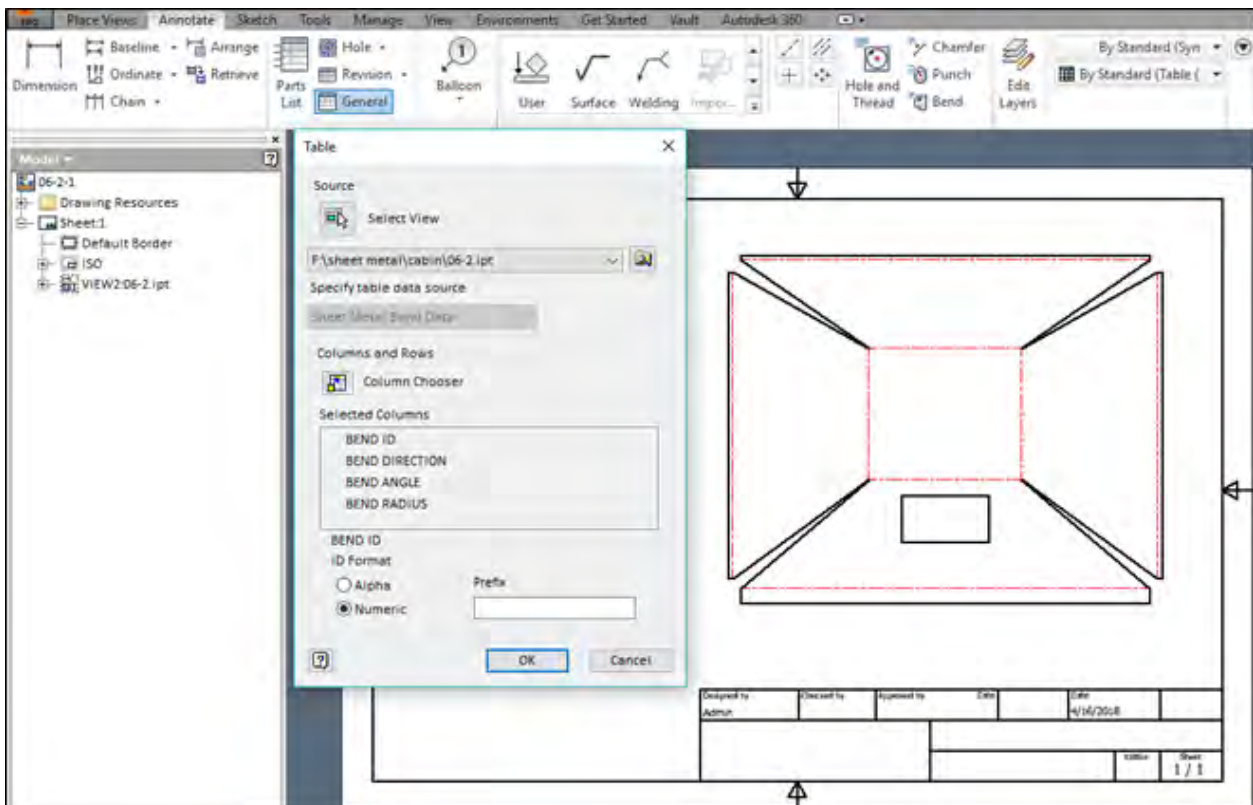 PRO Place Views Annotate Sketch Tools Manage View Environments Get Started Vault Autodesk 360
Dimension
Baseline
Ordinate
Chain
Arrange
Retrieve
Parts List
Hole
Revision
General
1
Balloon
User Surface Welding Impor...
Hole and Thread
Chamfer
Punch
Bend
Edit Layers
By Standard (Syn
By Standard (Table (
Model
06-2-1
Drawing Resources
Sheet:1
Default Border
ISO
VIEW2:06-2.ipt
Table
Source
Select View
F:\sheet metal\cabin\06-2.ipt
Specify table data source
Sheet Metal Bend Data
Columns and Rows
Column Chooser
Selected Columns
BEND ID
BEND DIRECTION
BEND ANGLE
BEND RADIUS
BEND ID
ID Format
Alpha
Numeric
Prefix
OK Cancel
Designed by Checked by Approved by Date Date
Admin 4/16/2018
Edition Sheet
1 / 1